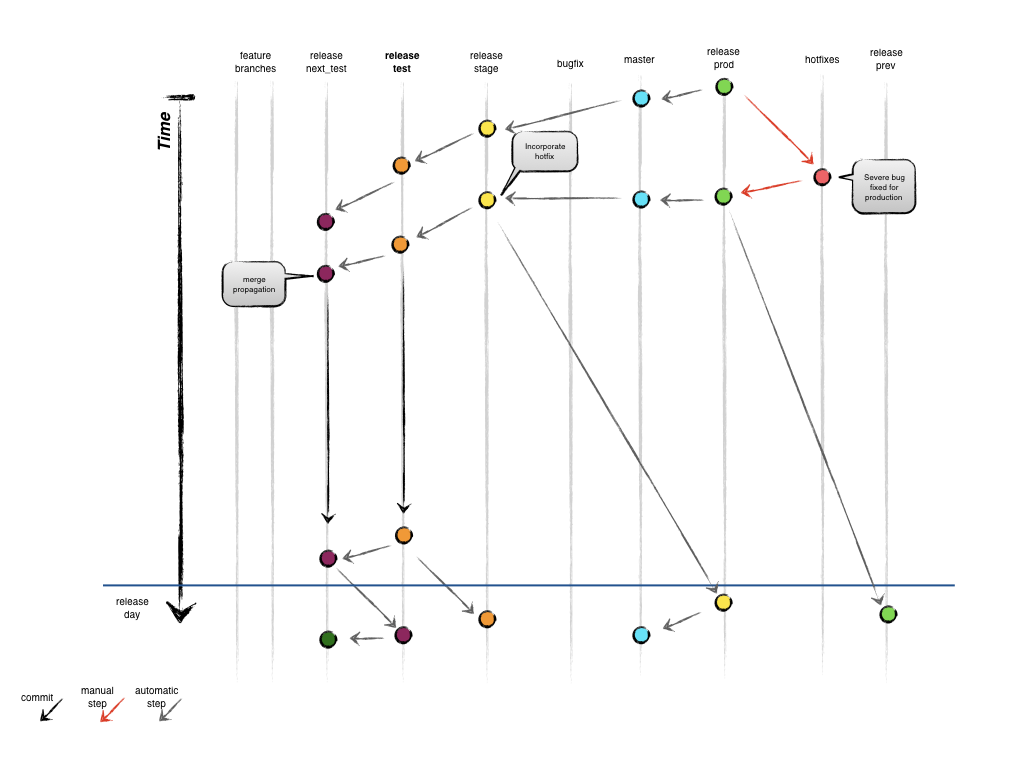 feature
branches
release
next_test
release
test
release
stage
bugfix
master
release
prod
hotfixes
release
prev
Time
Incorporate
hotfix
Severe bug
fixed for
production
merge
propagation
release
day
commit
manual
step
automatic
step